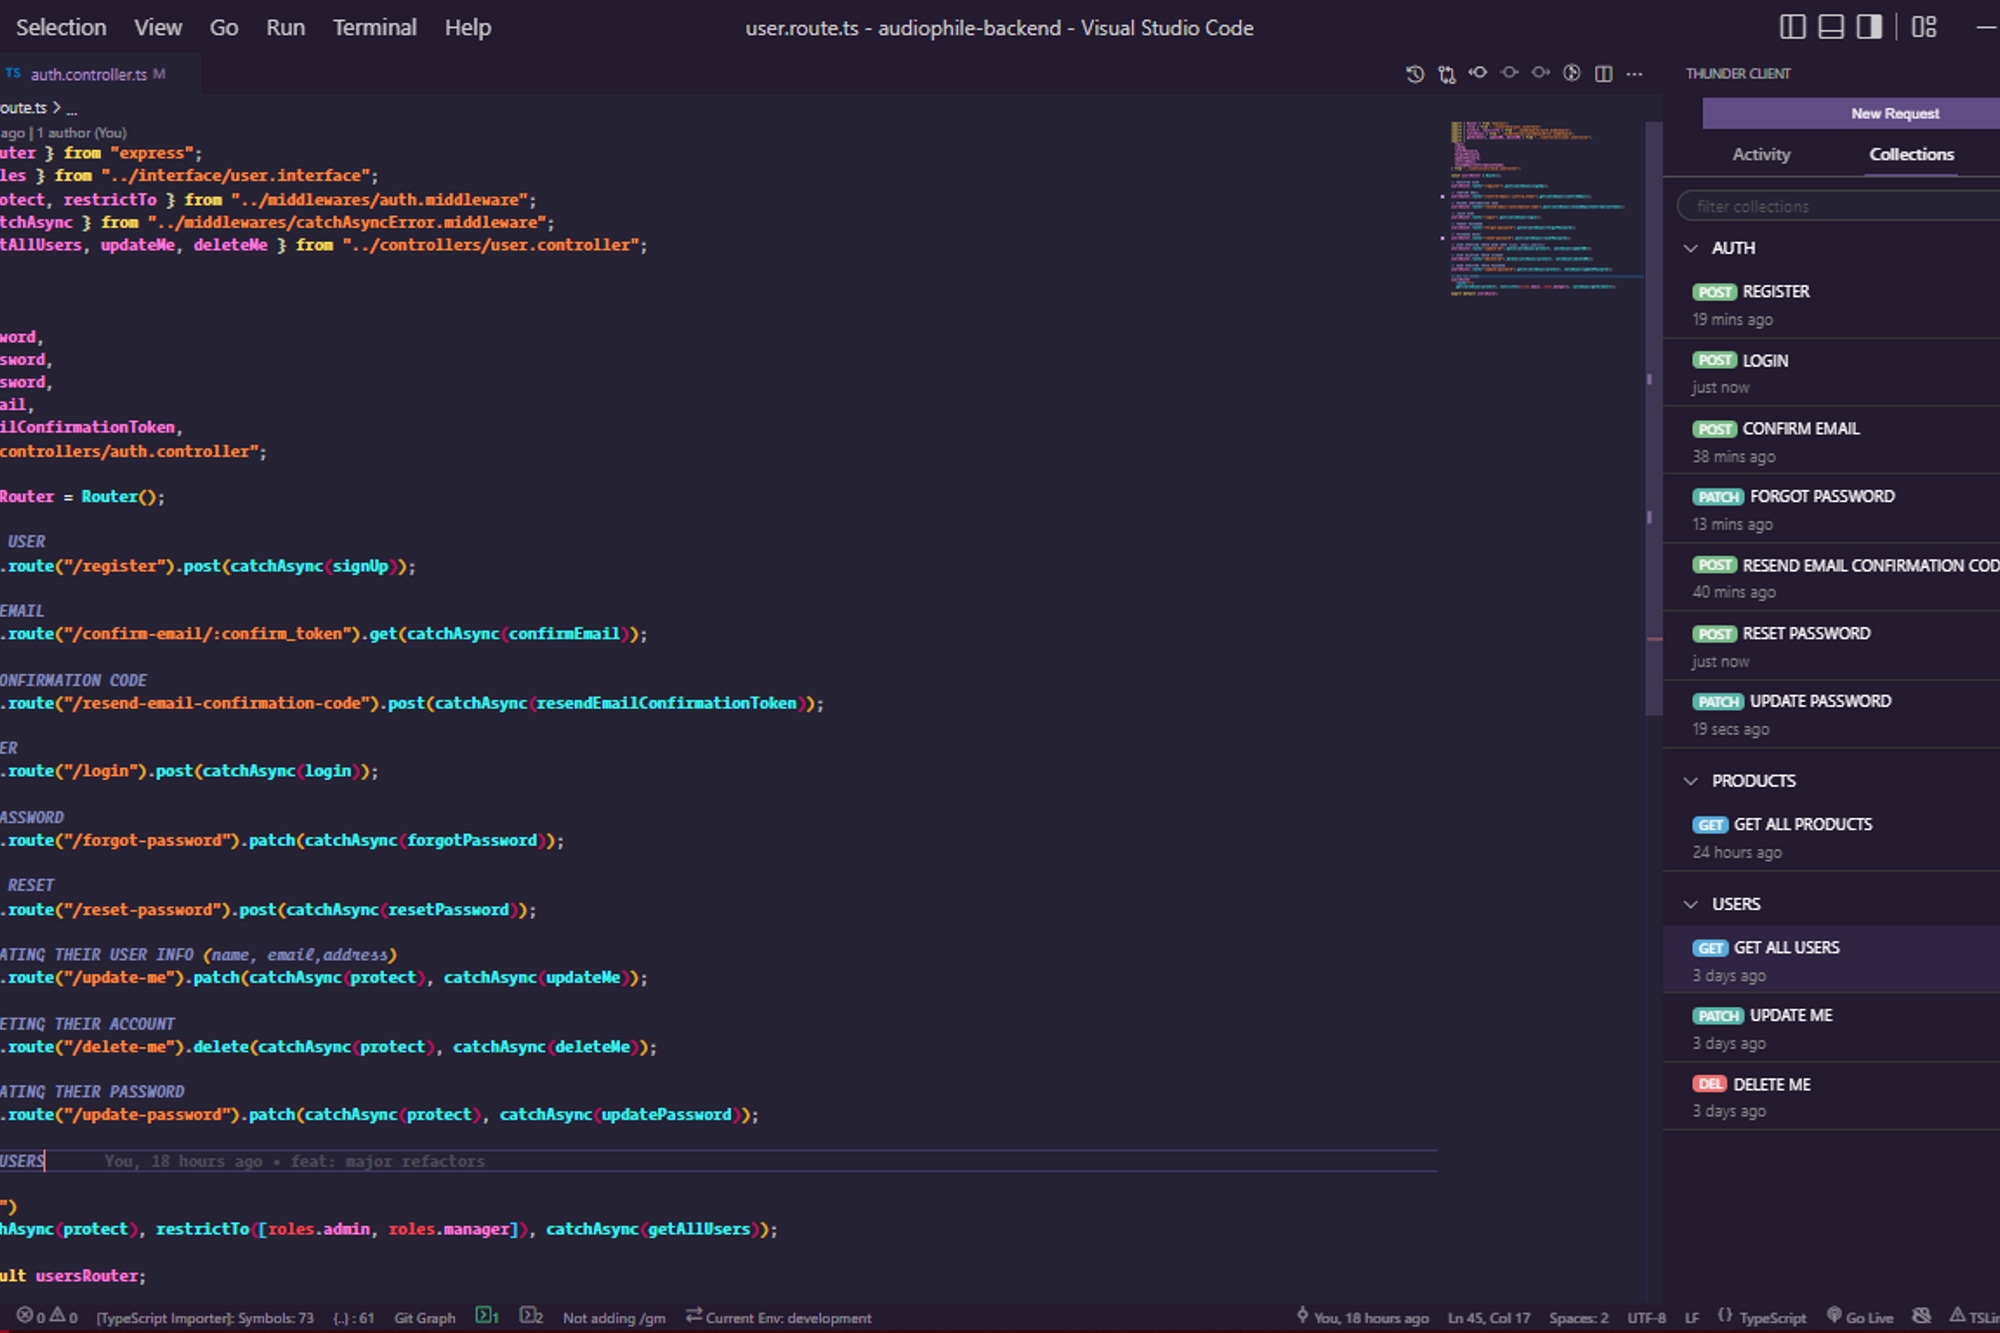 Selection View Go Run Terminal Help
user.route.ts - audiophile-backend - Visual Studio Code
TS auth.controller.ts M
route.ts > ...
ago | 1 author (You)
uter } from "express";
les } from "../interface/user.interface";
otect, restrictTo } from "../middlewares/auth.middleware";
tchAsync } from "../middlewares/catchAsyncError.middleware";
tAllUsers, updateMe, deleteMe } from "../controllers/user.controller";
word,
sword,
sword,
ail,
ilConfirmationToken,
controllers/auth.controller";
Router = Router();
USER
.route("/register").post(catchAsync(signUp));
EMAIL
.route("/confirm-email/:confirm_token").get(catchAsync(confirmEmail));
ONFIRMATION CODE
.route("/resend-email-confirmation-code").post(catchAsync(resendEmailConfirmationToken));
ER
.route("/login").post(catchAsync(login));
ASSWORD
.route("/forgot-password").patch(catchAsync(forgotPassword));
RESET
.route("/reset-password").post(catchAsync(resetPassword));
ATING THEIR USER INFO (name, email,address)
.route("/update-me").patch(catchAsync(protect), catchAsync(updateMe));
ETING THEIR ACCOUNT
.route("/delete-me").delete(catchAsync(protect), catchAsync(deleteMe));
ATING THEIR PASSWORD
.route("/update-password").patch(catchAsync(protect), catchAsync(updatePassword));
USERS You, 18 hours ago • feat: major refactors
")
hAsync(protect), restrictTo([roles.admin, roles.manager]), catchAsync(getAllUsers));
ult usersRouter;
THUNDER CLIENT
New Request
Activity Collections
filter collections
AUTH
POST REGISTER
19 mins ago
POST LOGIN
just now
POST CONFIRM EMAIL
38 mins ago
PATCH FORGOT PASSWORD
13 mins ago
POST RESEND EMAIL CONFIRMATION COD
40 mins ago
POST RESET PASSWORD
just now
PATCH UPDATE PASSWORD
19 secs ago
PRODUCTS
GET GET ALL PRODUCTS
24 hours ago
USERS
GET GET ALL USERS
3 days ago
PATCH UPDATE ME
3 days ago
DEL DELETE ME
3 days ago
0 0 [TypeScript Importer]: Symbols: 73 {..} : 61 Git Graph 1 2 Not adding /gm Current Env: development You, 18 hours ago Ln 45, Col 17 Spaces: 2 UTF-8 LF {} TypeScript Go Live TSLin